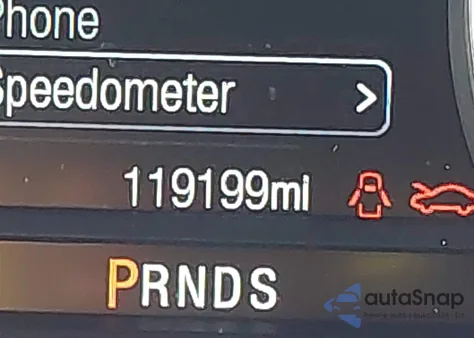 Phone
Speedometer >
119199mi
PRNDS
autaSnap